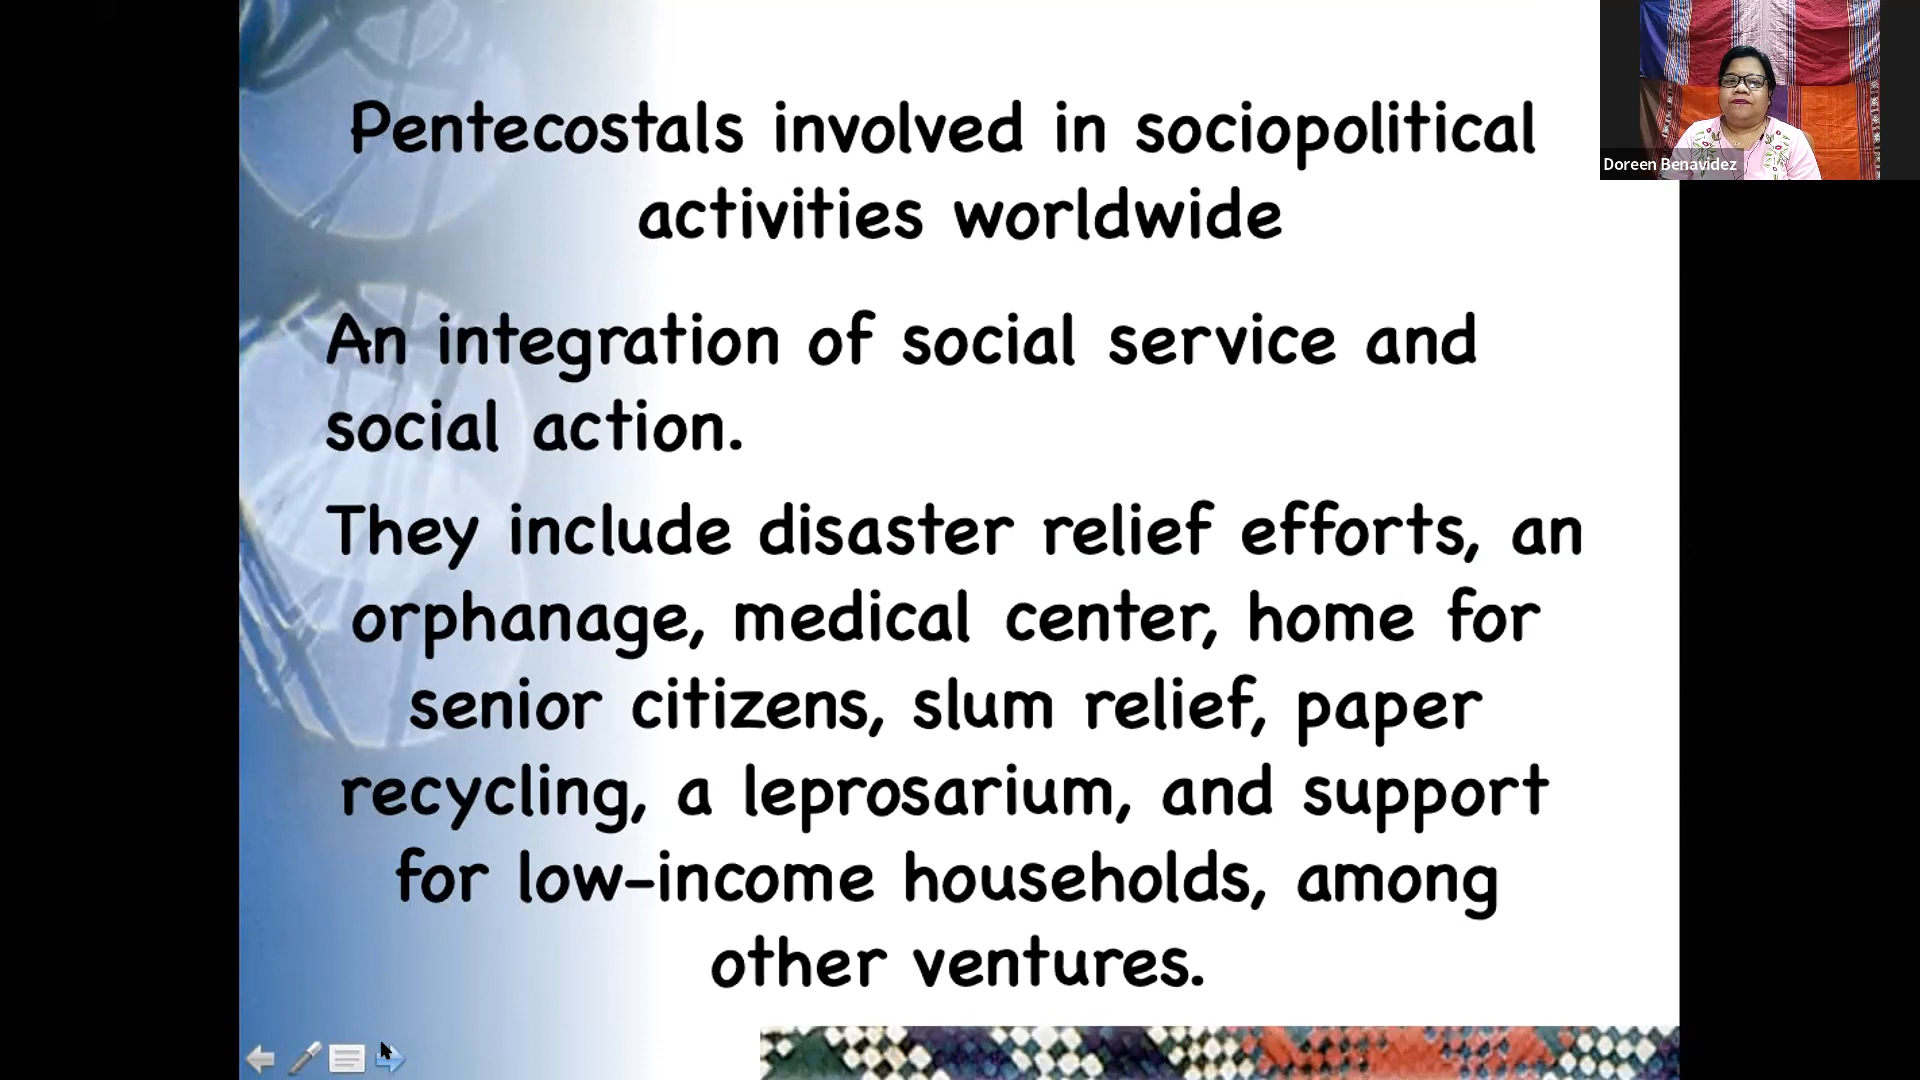 Pentecostals involved in sociopolitical
activities worldwide
An integration of social service and
social action.
They include disaster relief efforts, an
orphanage, medical center, home for
senior citizens, slum relief, paper
recycling, a leprosarium, and support
for low-income households, among
other ventures.
Doreen Benavidez